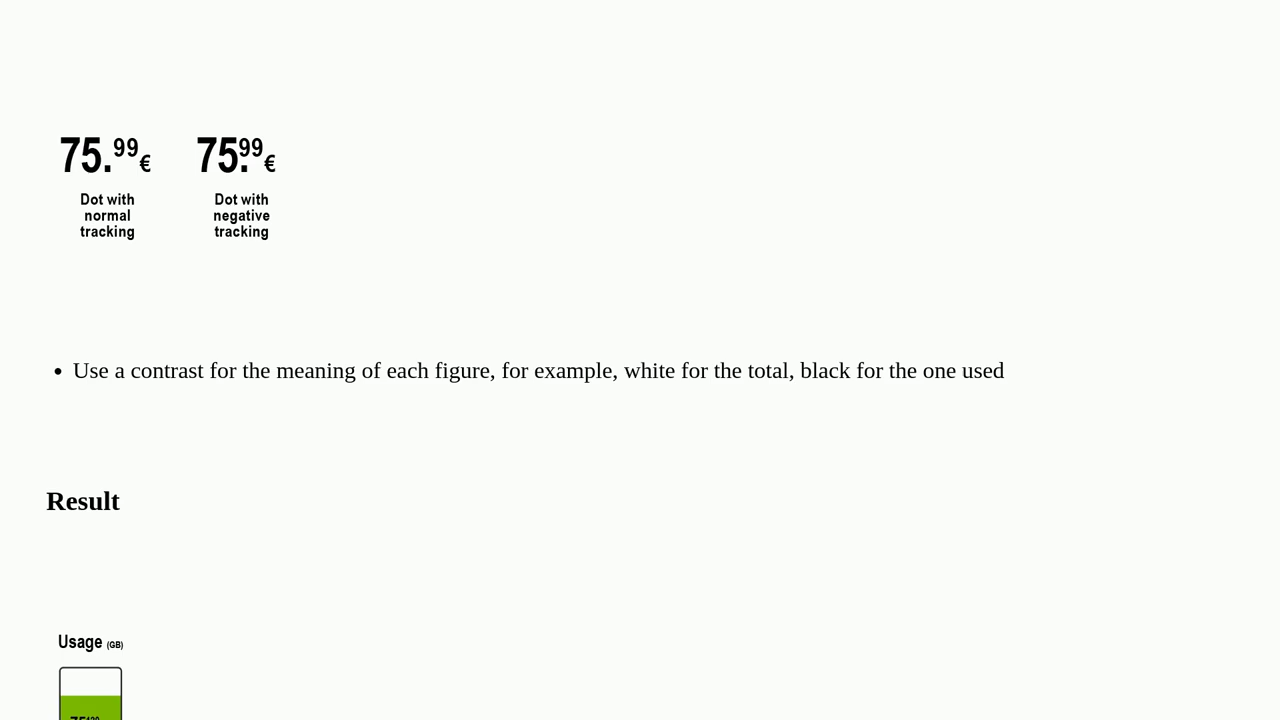 75.99€ 75.99€
Dot with Dot with
normal negative
tracking tracking
• Use a contrast for the meaning of each figure, for example, white for the total, black for the one used
Result
Usage (GB)